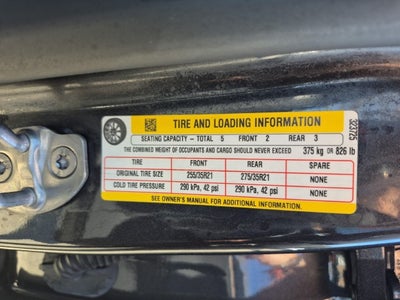 TIRE AND LOADING INFORMATION
SEATING CAPACITY - TOTAL 5 FRONT 2 REAR 3
THE COMBINED WEIGHT OF OCCUPANTS AND CARGO SHOULD NEVER EXCEED 375 kg OR 826 lb
TIRE FRONT REAR SPARE
ORIGINAL TIRE SIZE 255/35R21 275/35R21 NONE
COLD TIRE PRESSURE 290 kPa, 42 psi 290 kPa, 42 psi NONE
SEE OWNER'S MANUAL FOR ADDITIONAL INFORMATION.